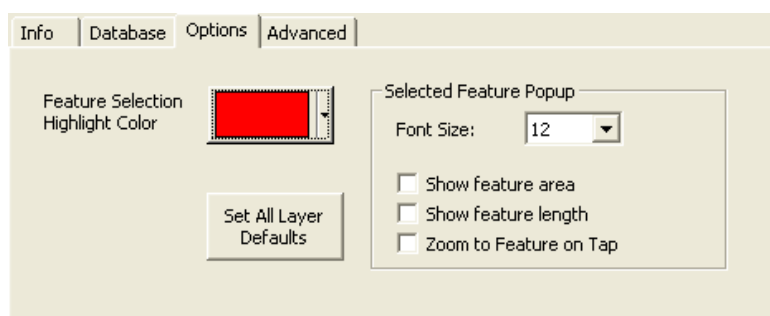 Info Database Options Advanced
Feature Selection
Highlight Color
Set All Layer
Defaults
Selected Feature Popup
Font Size: 12
Show feature area
Show feature length
Zoom to Feature on Tap